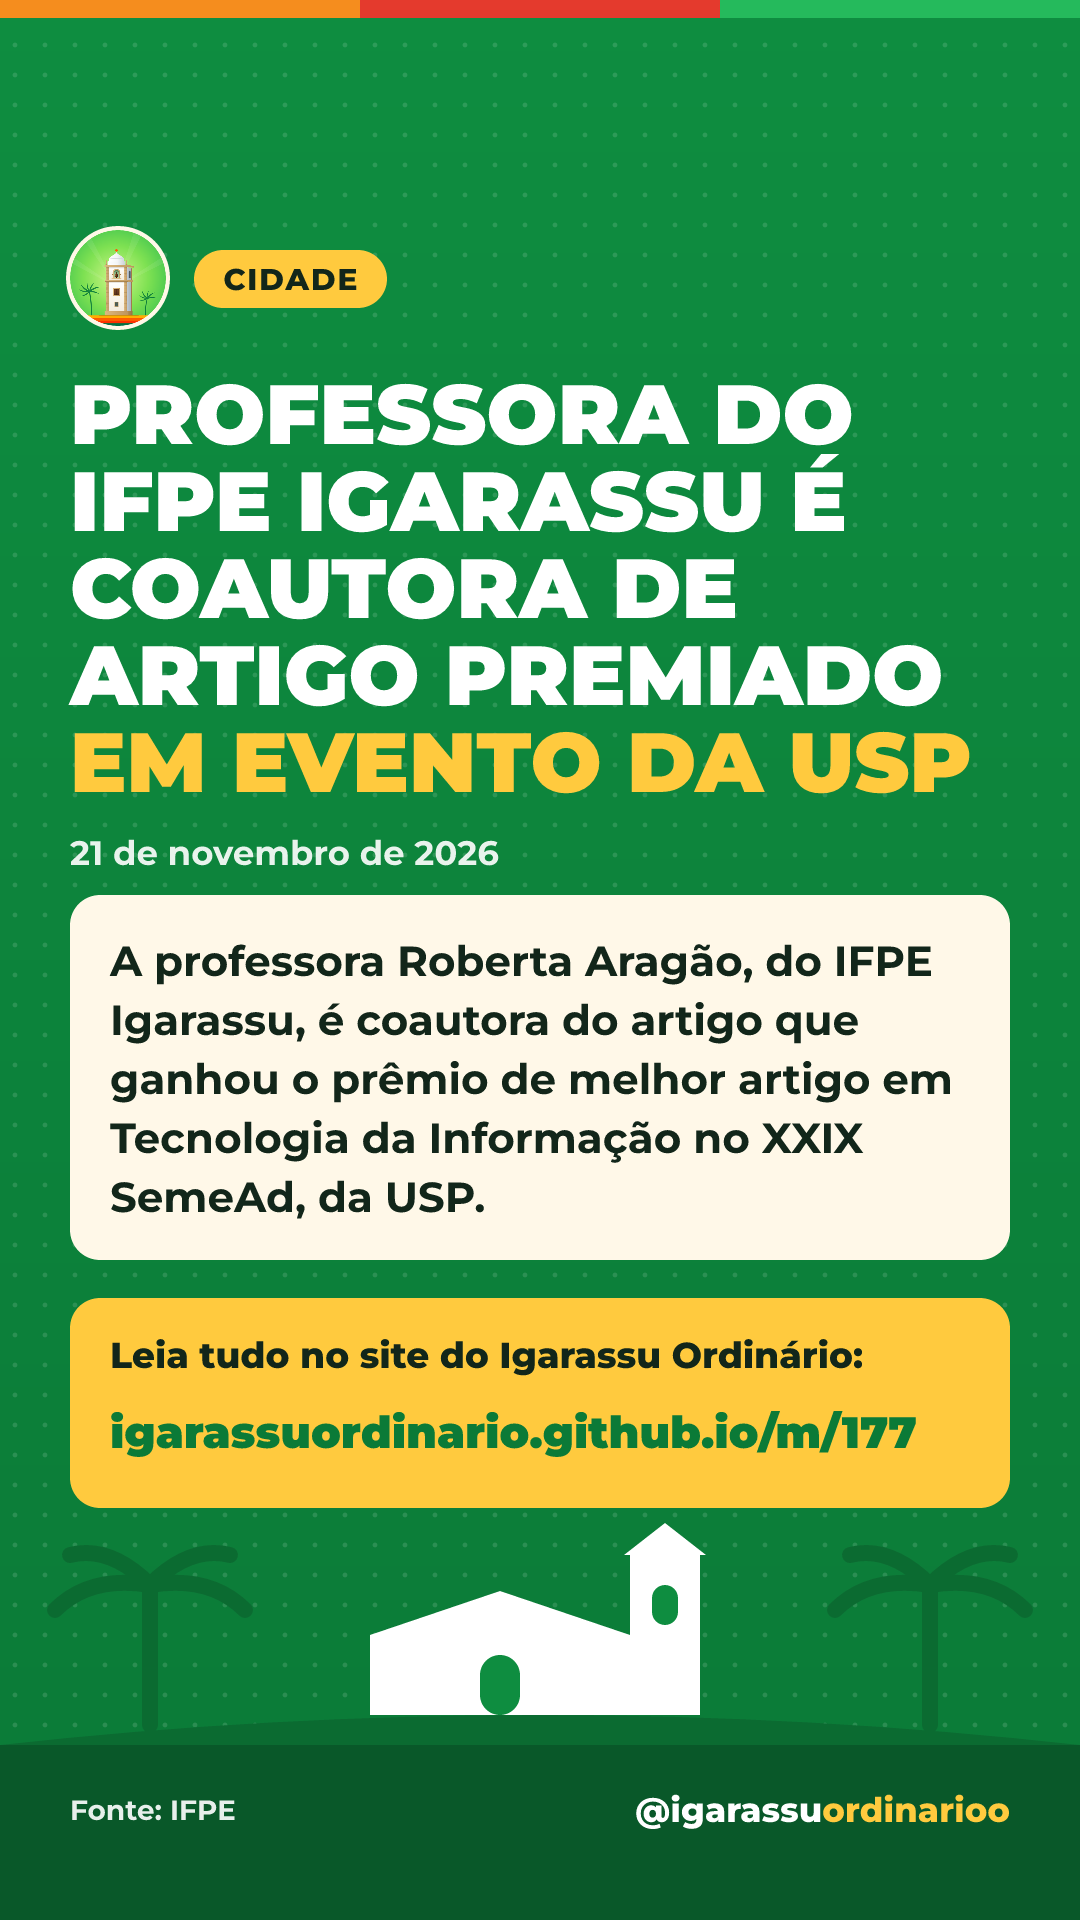 CIDADE
PROFESSORA DO
IFPE IGARASSU É
COAUTORA DE
ARTIGO PREMIADO
EM EVENTO DA USP
21 de novembro de 2026
A professora Roberta Aragão, do IFPE
Igarassu, é coautora do artigo que
ganhou o prêmio de melhor artigo em
Tecnologia da Informação no XXIX
SemeAd, da USP.
Leia tudo no site do Igarassu Ordinário:
igarassuordinario.github.io/m/177
Fonte: IFPE
@igarassuordinarioo